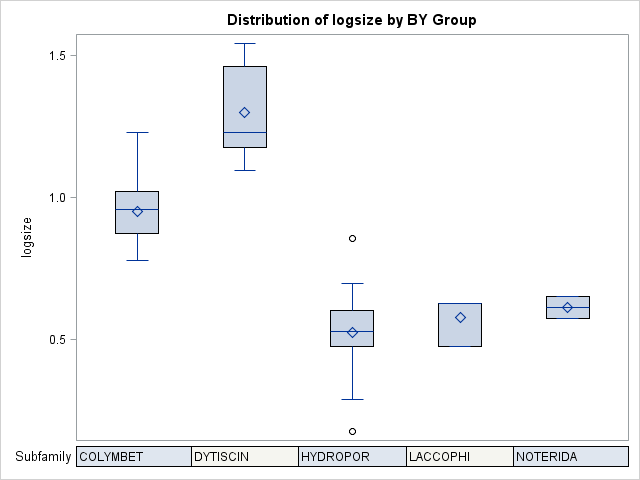 Distribution of logsize by BY Group
1.5
1.0
0.5
logsize
Subfamily COLYMBET DYTISCIN HYDROPOR LACCOPHI NOTERIDA